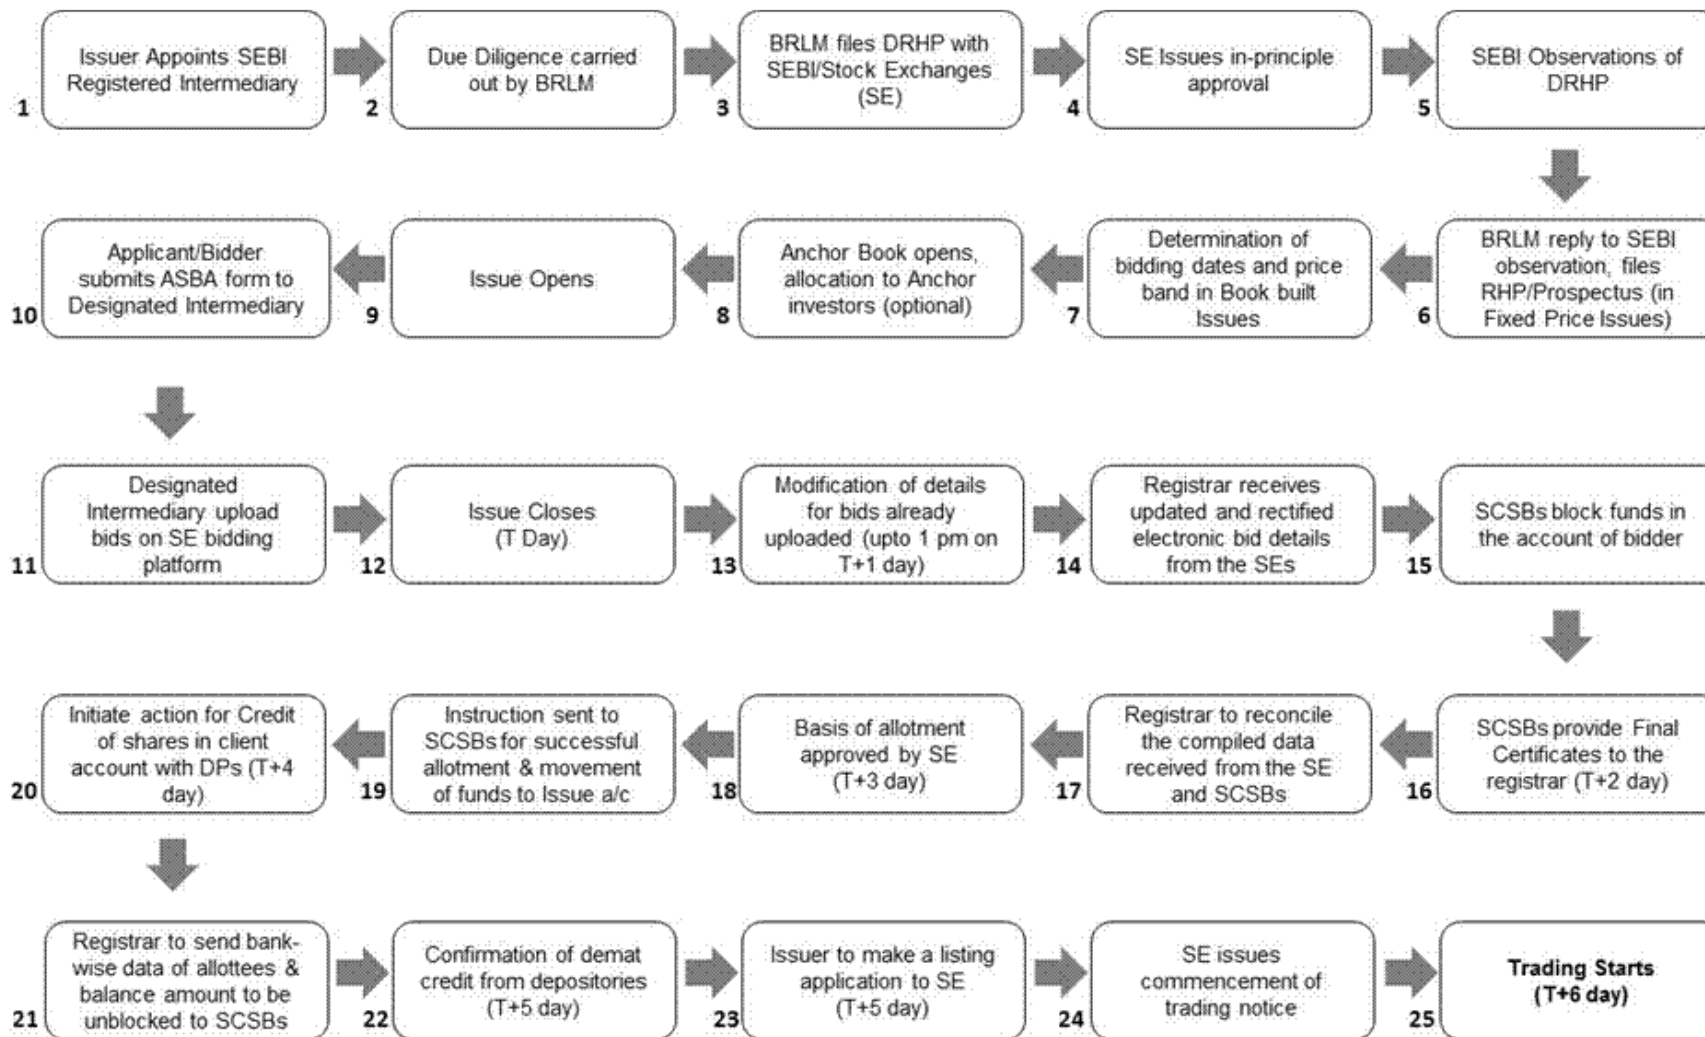 Issuer Appoints SEBI
Registered Intermediary
1
Due Diligence carried
out by BRLM
2
BRLM files DRHP with
SEBI/Stock Exchanges
(SE)
3
SE Issues in-principle
approval
4
SEBI Observations of
DRHP
5
BRLM reply to SEBI
observation, files
RHP/Prospectus (in
Fixed Price Issues)
6
Determination of
bidding dates and price
band in Book built
Issues
7
Anchor Book opens,
allocation to Anchor
investors (optional)
8
Issue Opens
9
Applicant/Bidder
submits ASBA form to
Designated Intermediary
10
Designated
Intermediary upload
bids on SE bidding
platform
11
Issue Closes
(T Day)
12
Modification of details
for bids already
uploaded (upto 1 pm on
T+1 day)
13
Registrar receives
updated and rectified
electronic bid details
from the SEs
14
SCSBs block funds in
the account of bidder
15
SCSBs provide Final
Certificates to the
registrar (T+2 day)
16
Registrar to reconcile
the compiled data
received from the SE
and SCSBs
17
Basis of allotment
approved by SE
(T+3 day)
18
Instruction sent to
SCSBs for successful
allotment & movement
of funds to Issue a/c
19
Initiate action for Credit
of shares in client
account with DPs (T+4
day)
20
Registrar to send bank-
wise data of allottees &
balance amount to be
unblocked to SCSBs
21
Confirmation of demat
credit from depositories
(T+5 day)
22
Issuer to make a listing
application to SE
(T+5 day)
23
SE issues
commencement of
trading notice
24
Trading Starts
(T+6 day)
25